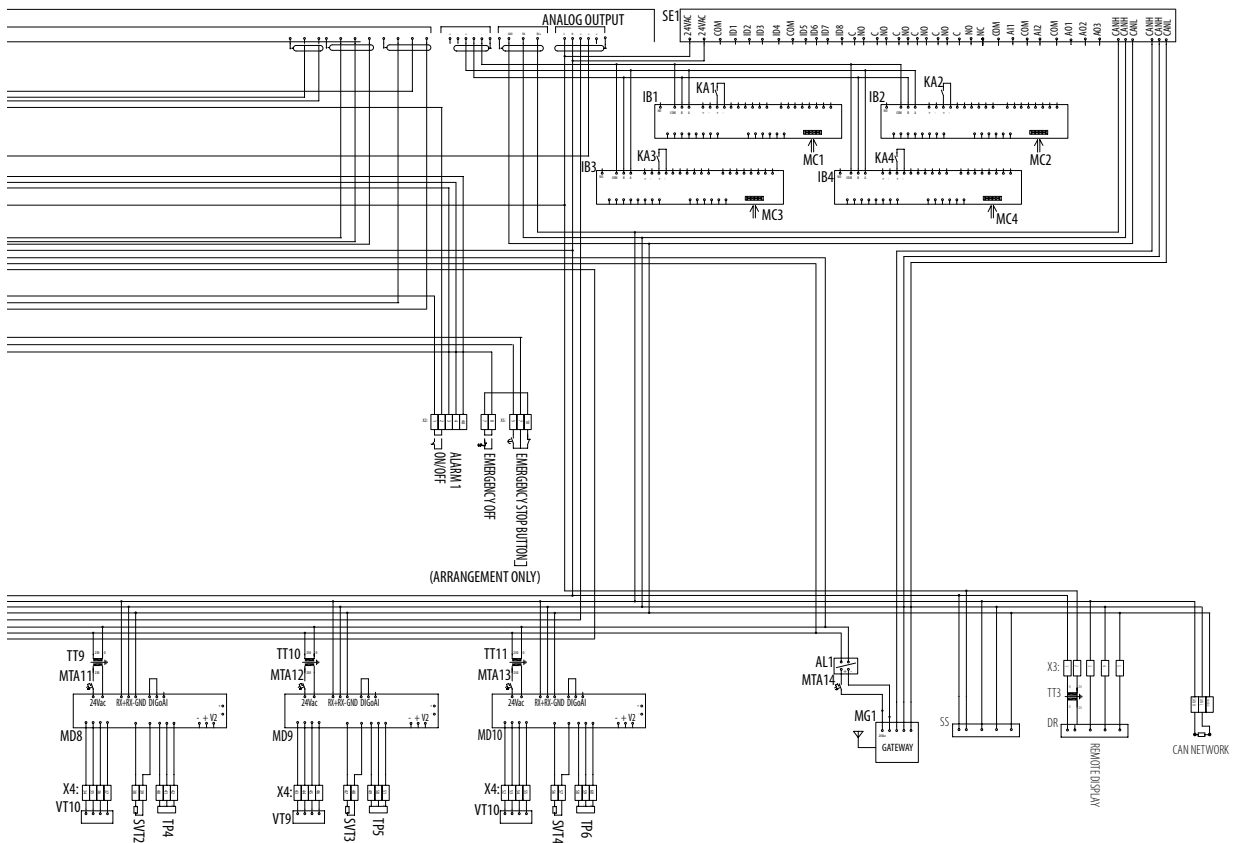 ANALOG OUTPUT
SE1
24VAC
24VAC
COM
ID1
ID2
ID3
ID4
COM
ID5
ID6
ID7
ID8
C
NO
C
NO
C
NO
C
NO
C
NO
C
NO
NC
COM
AI1
COM
AI2
COM
AO1
AO2
AO3
CANH
CANH
CANL
CANH
CANH
CANL
IB1
KA1
MC1
IB2
KA2
MC2
IB3
KA3
MC3
IB4
KA4
MC4
ON/OFF
ALARM 1
EMERGENCY OFF
EMERGENCY STOP BUTTON
(ARRANGEMENT ONLY)
TT9
MTA11
24Vac RX+RX-GND DIGoAI
- + V2
MD8
X4:
VT10
SVT2
TP4
TT10
MTA12
24Vac RX+RX-GND DIGoAI
- + V2
MD9
X4:
VT9
SVT3
TP5
TT11
MTA13
24Vac RX+RX-GND DIGoAI
- + V2
MD10
X4:
VT10
SVT4
TP6
AL1
MTA14
MG1
GATEWAY
SS
X3:
TT3
DR
REMOTE DISPLAY
CAN NETWORK